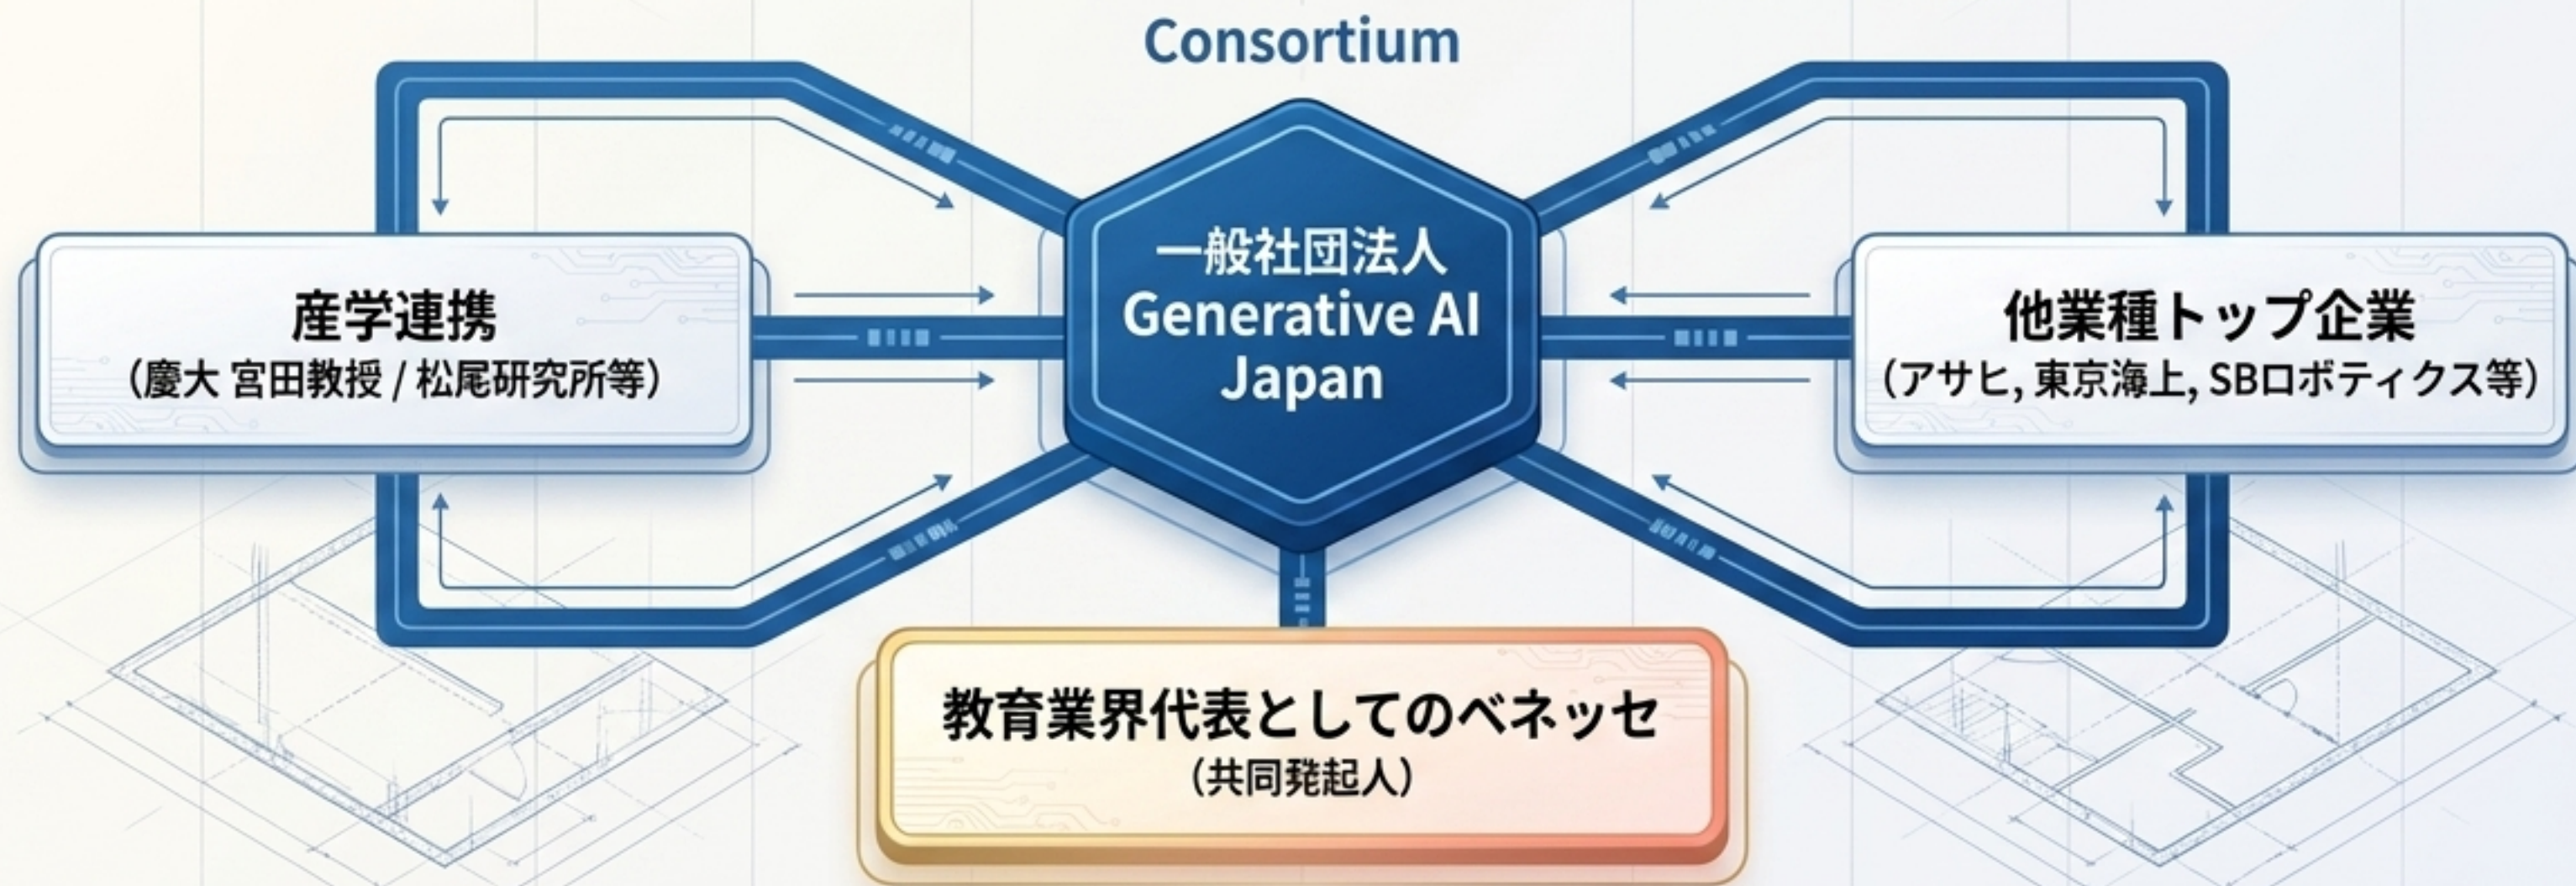 Consortium
一般社団法人
Generative AI
Japan
産学連携
（慶大 宮田教授 / 松尾研究所等）
他業種トップ企業
（アサヒ, 東京海上, SBロボティクス等）
教育業界代表としてのベネッセ
（共同発起人）